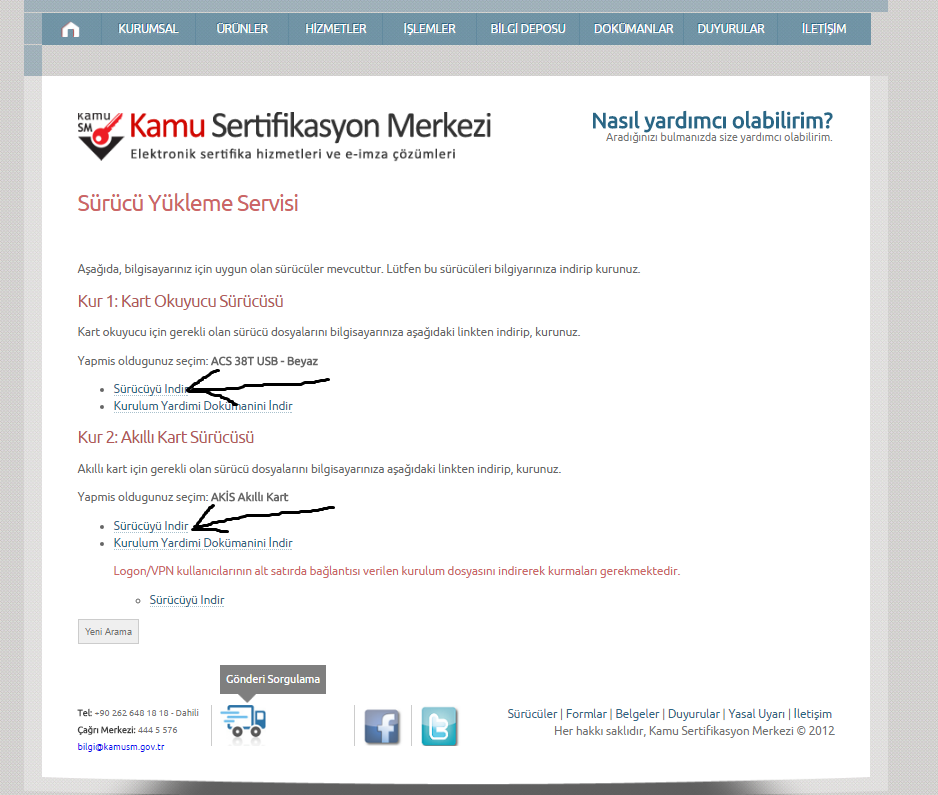 KURUMSAL ÜRÜNLER HİZMETLER İŞLEMLER BİLGİ DEPOSU DOKÜMANLAR DUYURULAR İLETİŞİM
kamu SM Kamu Sertifikasyon Merkezi
Elektronik sertifika hizmetleri ve e-imza çözümleri
Nasıl yardımcı olabilirim?
Aradığınızı bulmanızda size yardımcı olabilirim.
Sürücü Yükleme Servisi
Aşağıda, bilgisayarınız için uygun olan sürücüler mevcuttur. Lütfen bu sürücüleri bilgiyarınıza indirip kurunuz.
Kur 1: Kart Okuyucu Sürücüsü
Kart okuyucu için gerekli olan sürücü dosyalarını bilgisayarınıza aşağıdaki linkten indirip, kurunuz.
Yapmis oldugunuz seçim: ACS 38T USB - Beyaz
Sürücüyü Indir
Kurulum Yardimi Dokümanini İndir
Kur 2: Akıllı Kart Sürücüsü
Akıllı kart için gerekli olan sürücü dosyalarını bilgisayarınıza aşağıdaki linkten indirip, kurunuz.
Yapmis oldugunuz seçim: AKİS Akıllı Kart
Sürücüyü Indir
Kurulum Yardimi Dokümanini İndir
Logon/VPN kullanıcılarının alt satırda bağlantısı verilen kurulum dosyasını indirerek kurmaları gerekmektedir.
Sürücüyü Indir
Yeni Arama
Gönderi Sorgulama
Tel: +90 262 648 18 18 - Dahili
Çağrı Merkezi: 444 5 576
bilgi@kamusm.gov.tr
Sürücüler | Formlar | Belgeler | Duyurular | Yasal Uyarı | İletişim
Her hakkı saklıdır, Kamu Sertifikasyon Merkezi © 2012